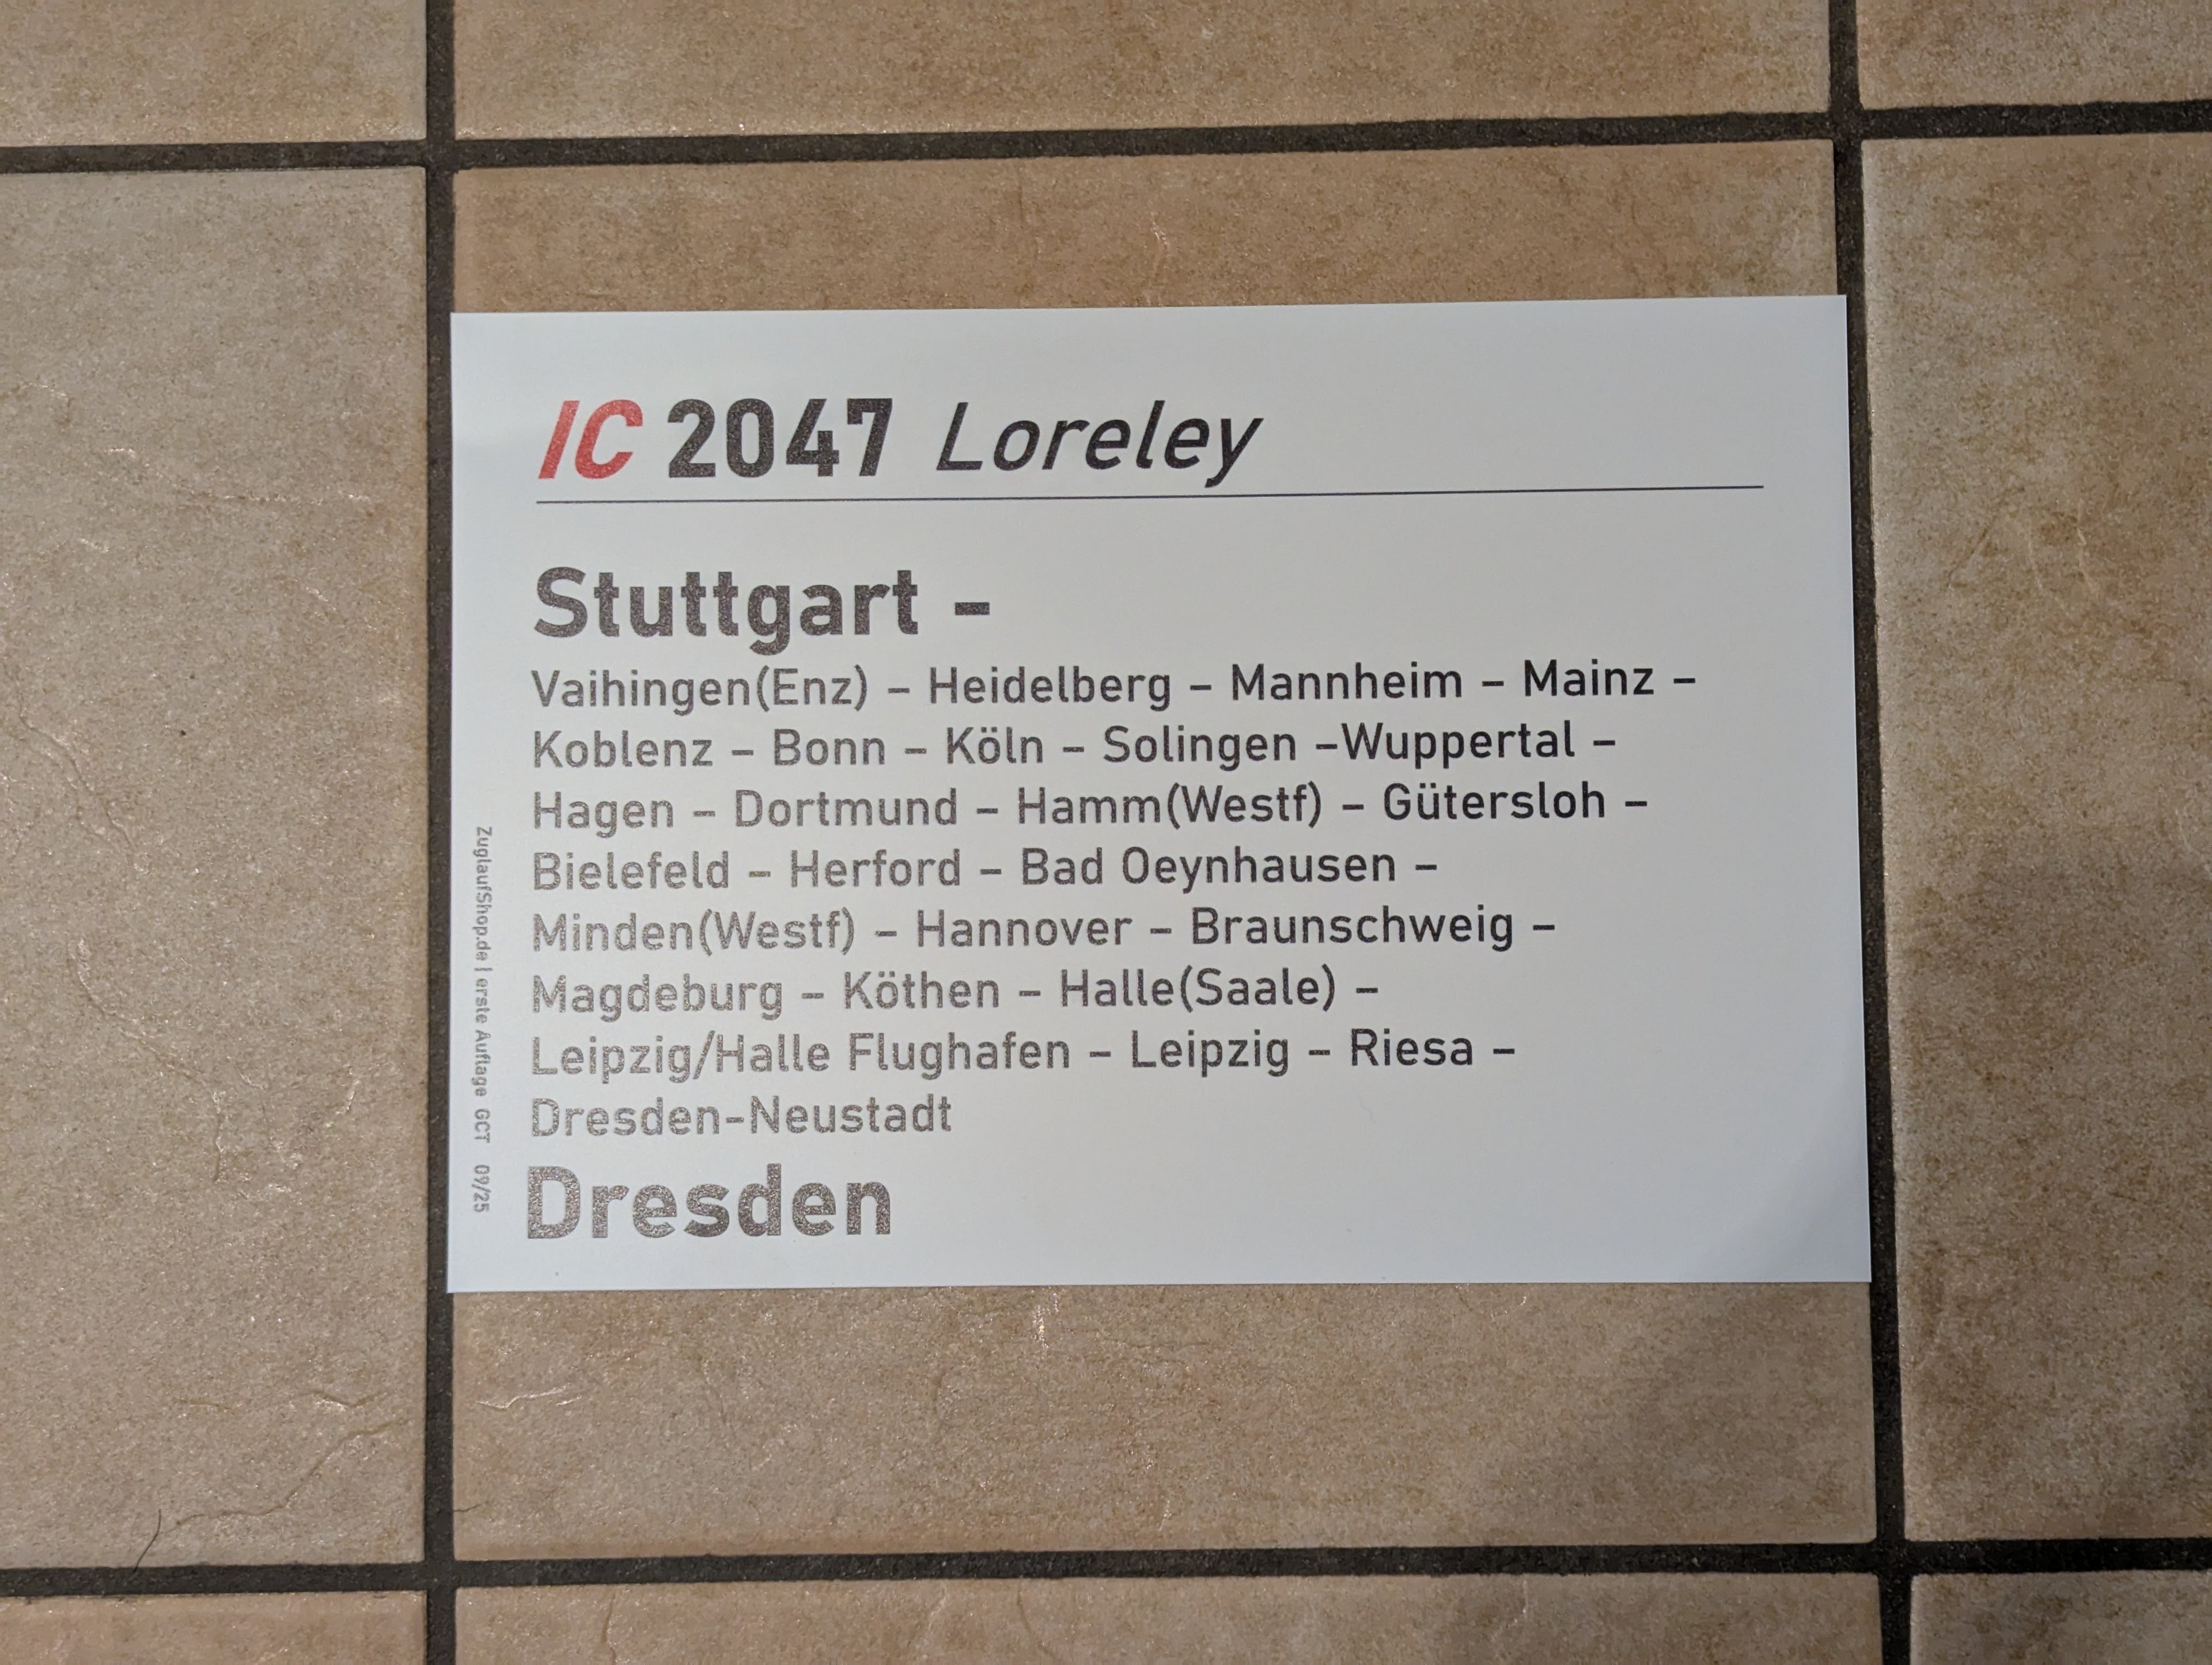 IC 2047 Loreley
Stuttgart –
Vaihingen(Enz) – Heidelberg – Mannheim – Mainz –
Koblenz – Bonn – Köln – Solingen –Wuppertal –
Hagen – Dortmund – Hamm(Westf) – Gütersloh –
Bielefeld – Herford – Bad Oeynhausen –
Minden(Westf) – Hannover – Braunschweig –
Magdeburg – Köthen – Halle(Saale) –
Leipzig/Halle Flughafen – Leipzig – Riesa –
Dresden-Neustadt
Dresden
ZuglaufShop.de | erste Auflage GCT 09/25